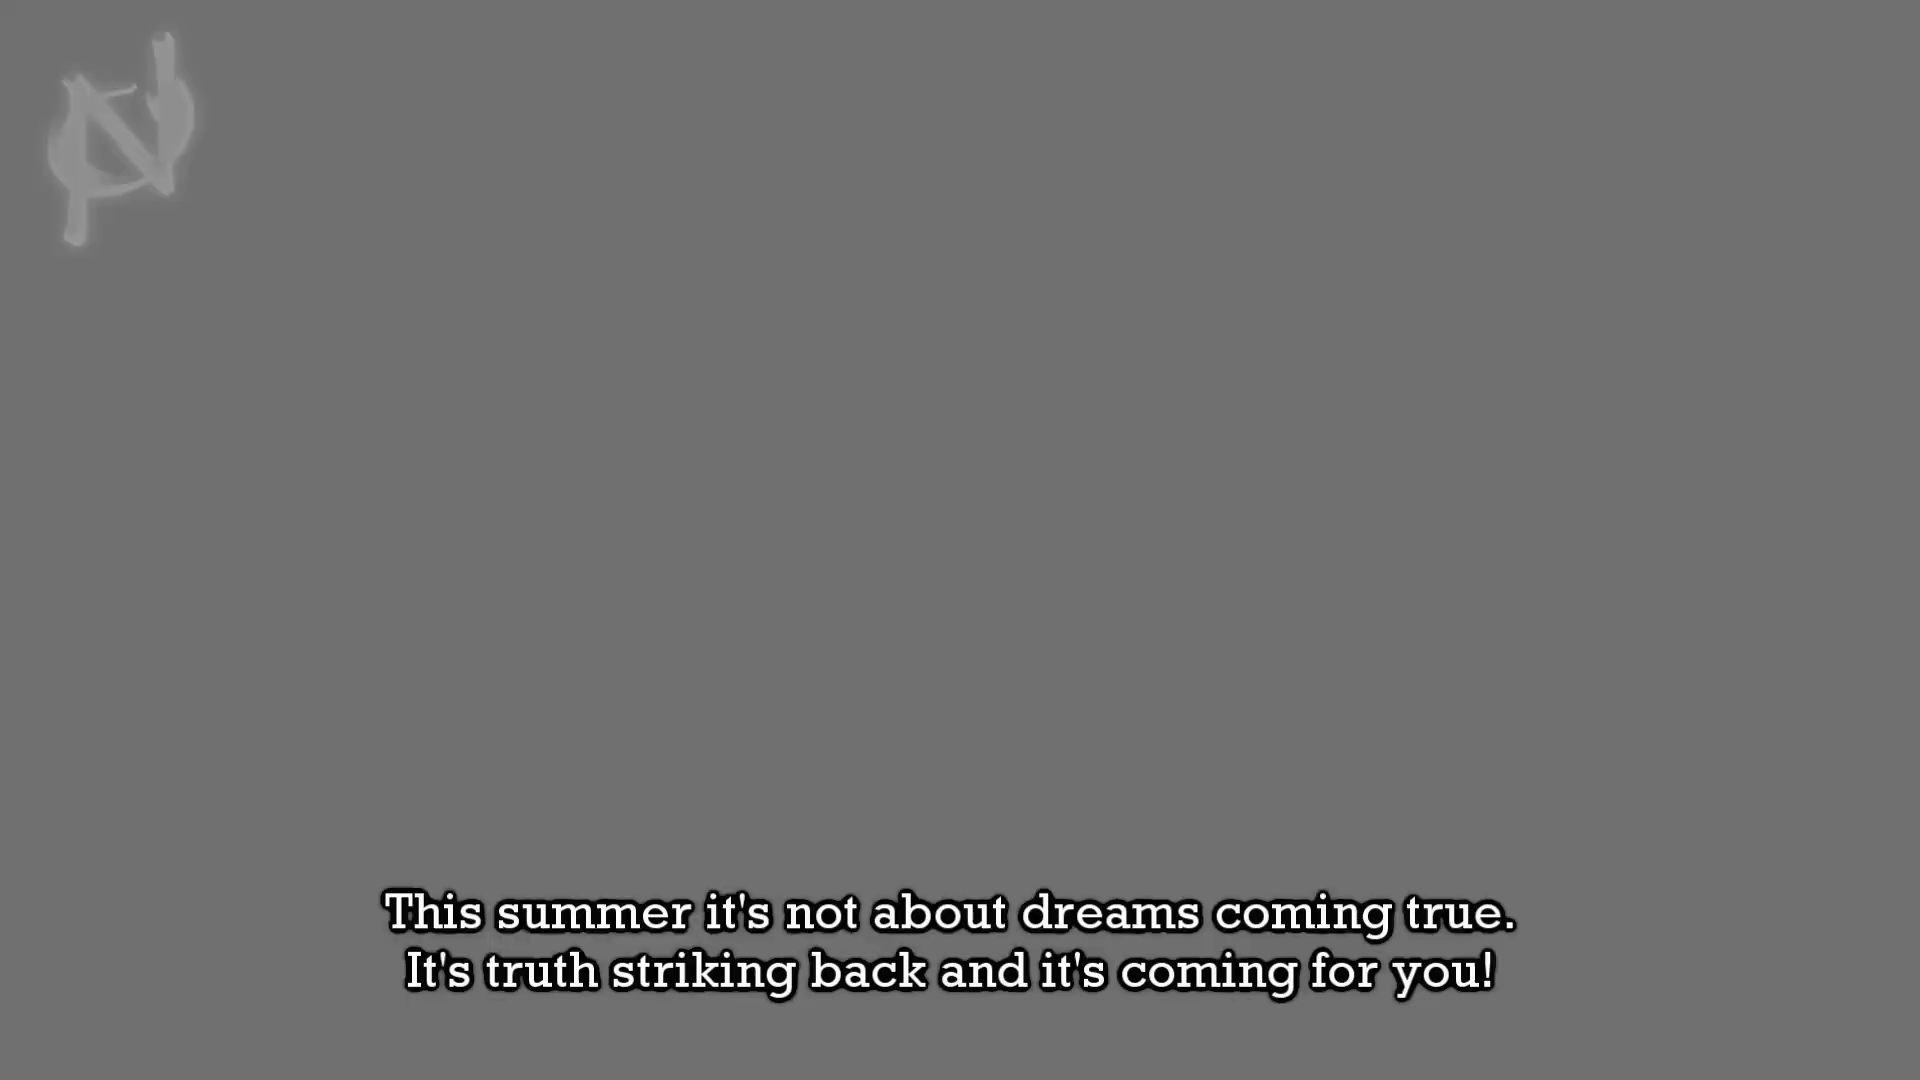 This summer it's not about dreams coming true.
It's truth striking back and it's coming for you!